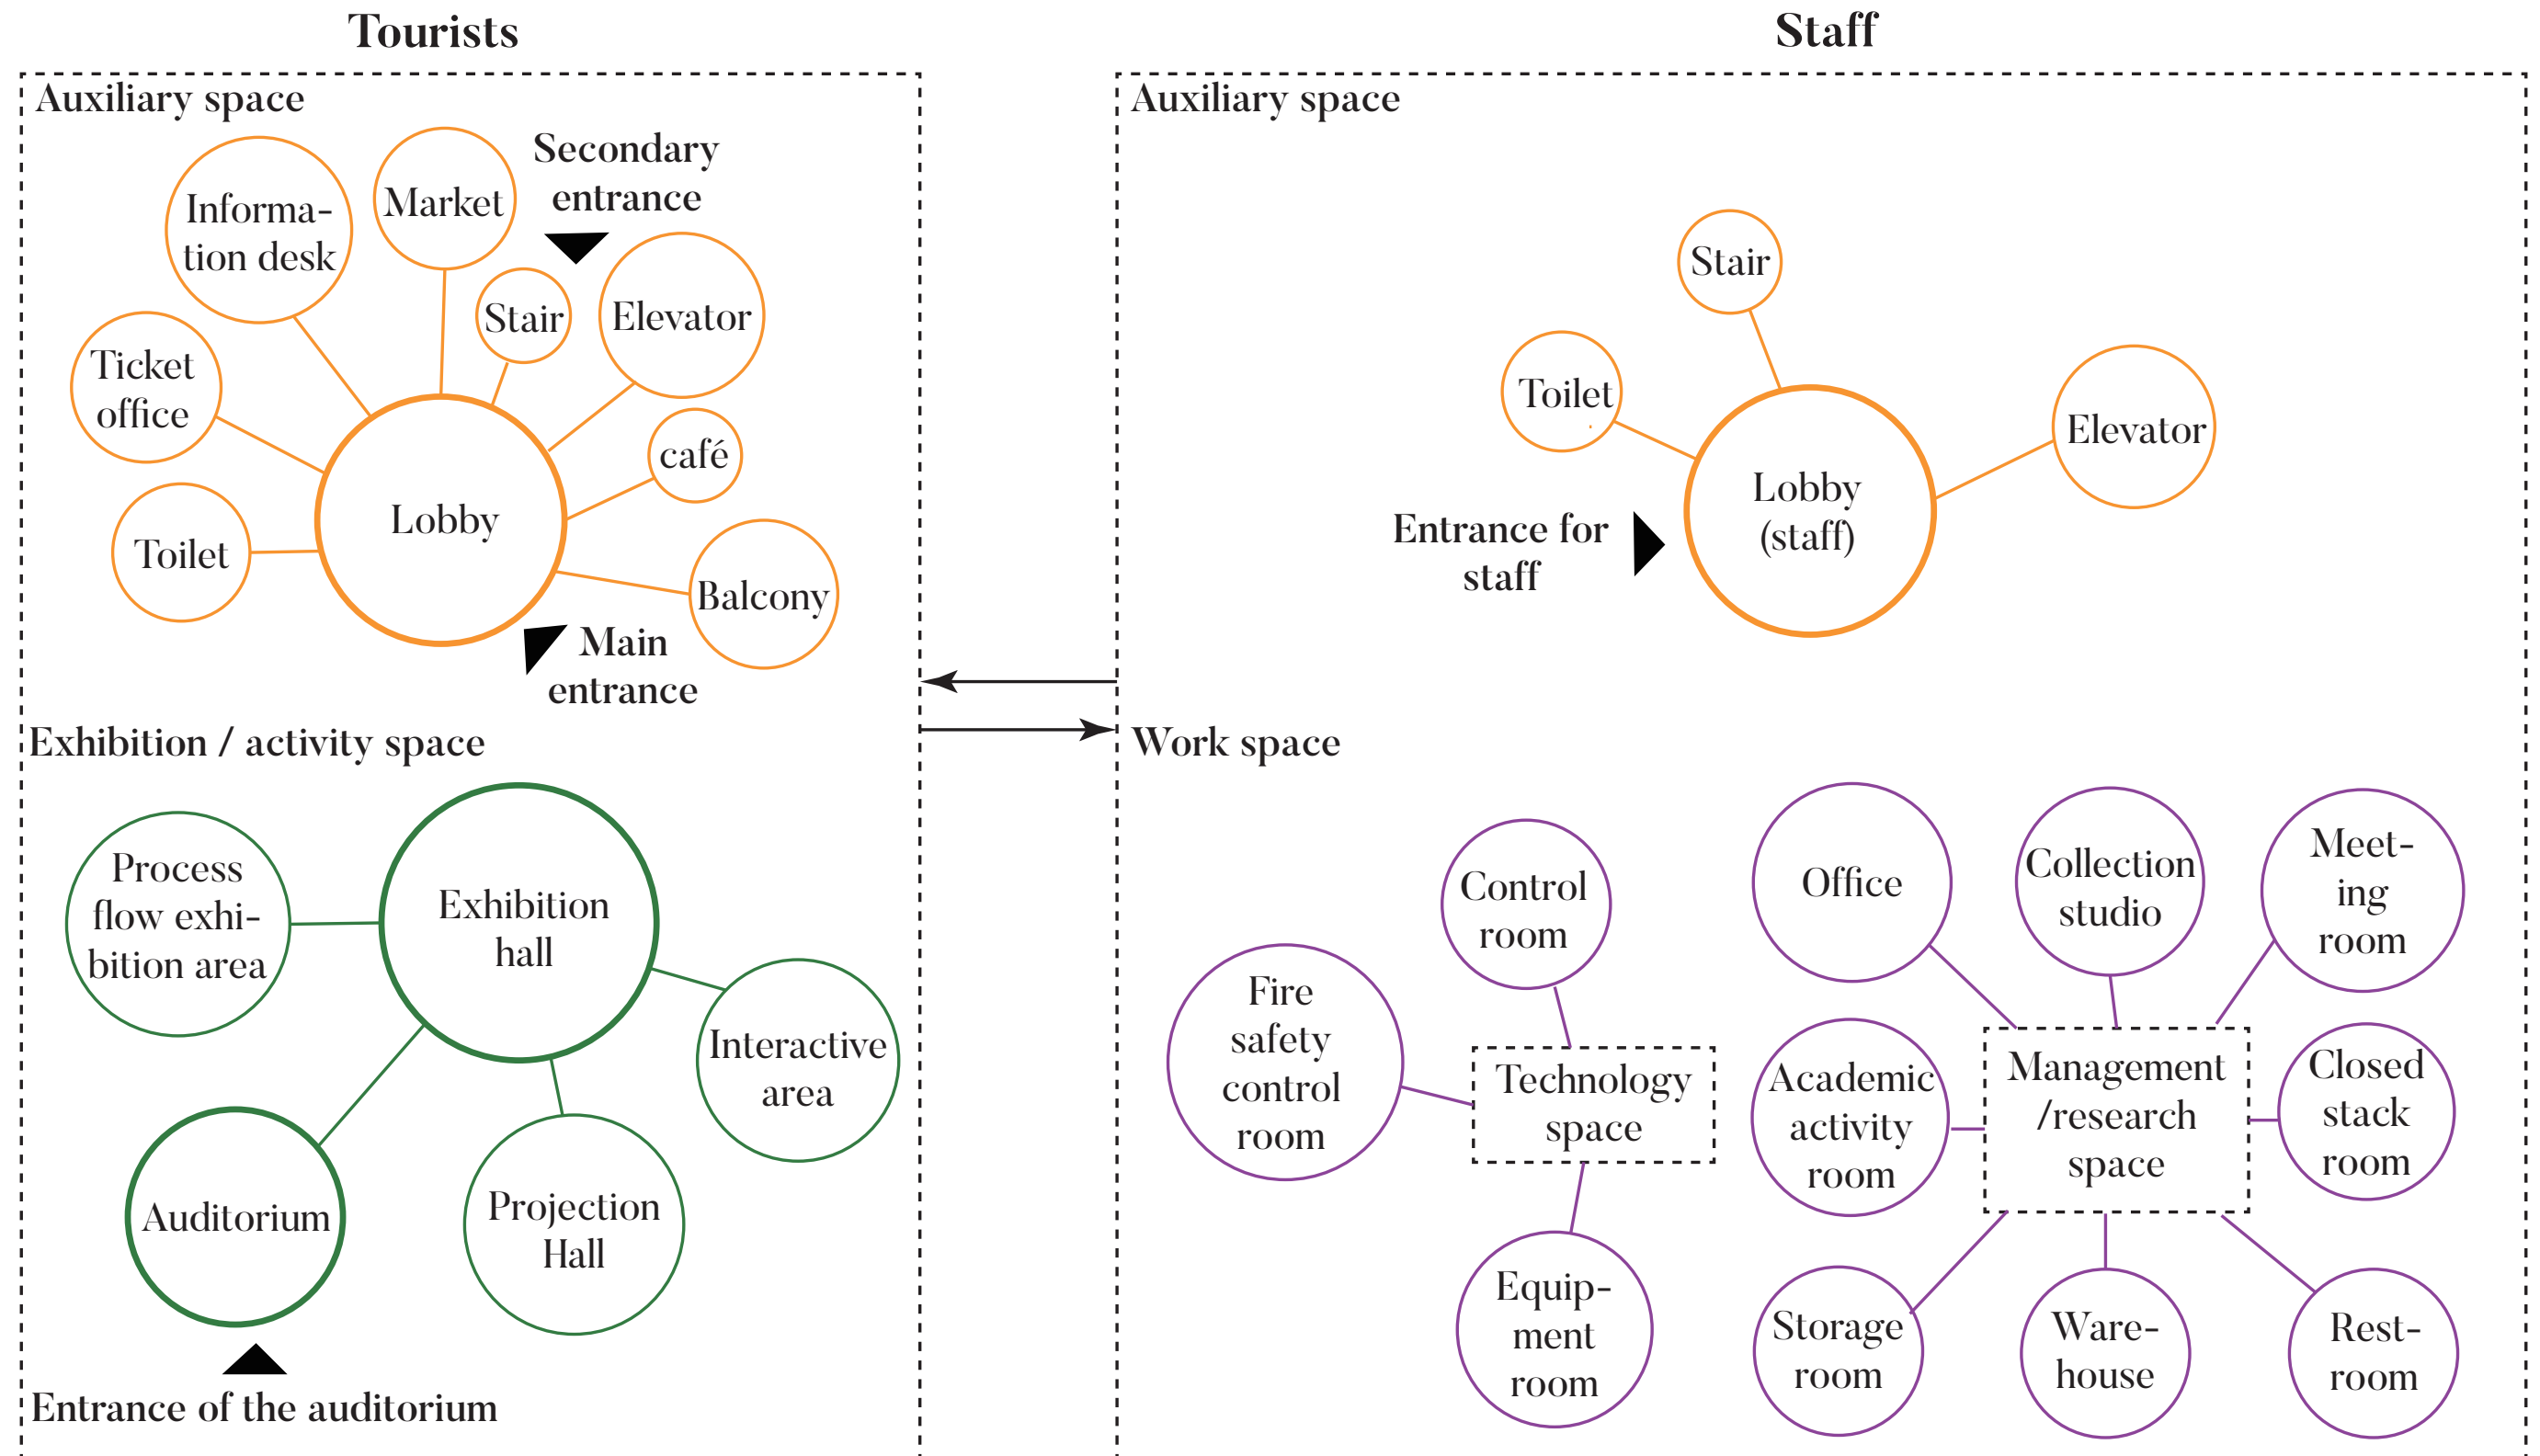 Tourists
Auxiliary space
Informa-
tion desk
Market
Secondary
entrance
Stair
Elevator
Ticket
office
café
Lobby
Toilet
Balcony
Main
entrance
Exhibition / activity space
Process
flow exhi-
bition area
Exhibition
hall
Interactive
area
Auditorium
Projection
Hall
Entrance of the auditorium
Staff
Auxiliary space
Stair
Toilet
Elevator
Lobby
(staff)
Entrance for
staff
Work space
Control
room
Fire
safety
control
room
Technology
space
Equip-
ment
room
Office
Collection
studio
Meet-
ing
room
Academic
activity
room
Management
/research
space
Closed
stack
room
Storage
room
Ware-
house
Rest-
room